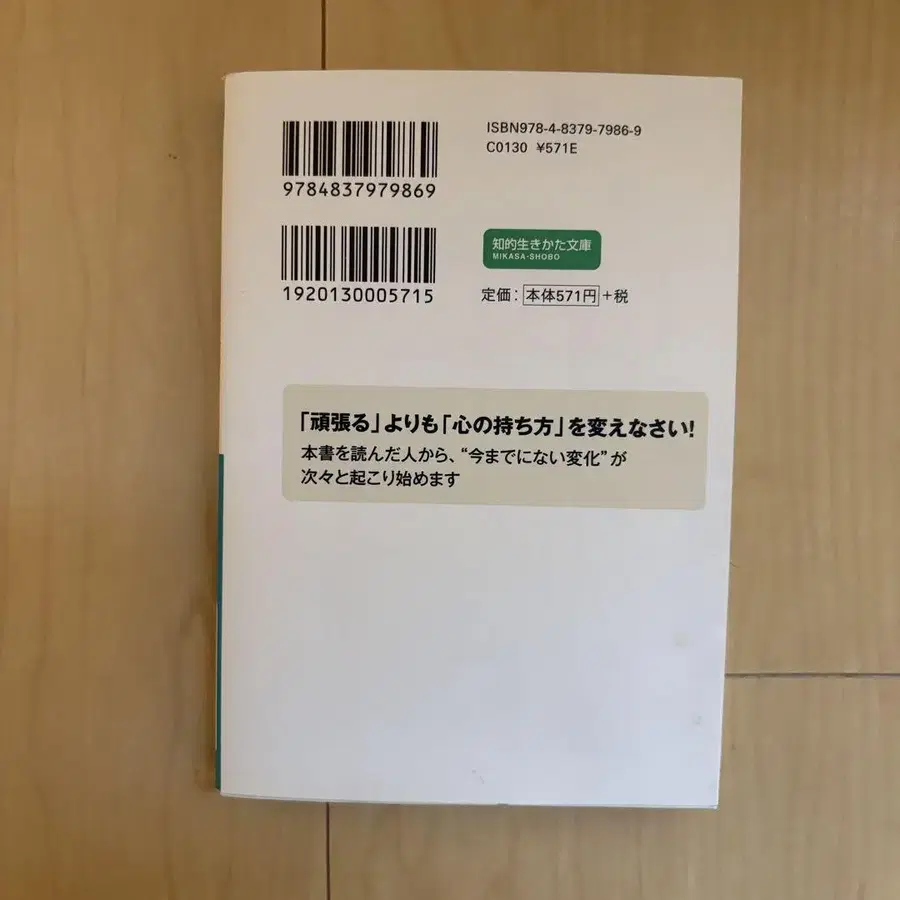 9784837979869
ISBN978-4-8379-7986-9
C0130 ¥571E
1920130005715
知的生きかた文庫
MIKASA-SHOBO
定価：本体571円＋税
「頑張る」よりも「心の持ち方」を変えなさい！
本書を読んだ人から、“今までにない変化”が
次々と起こり始めます